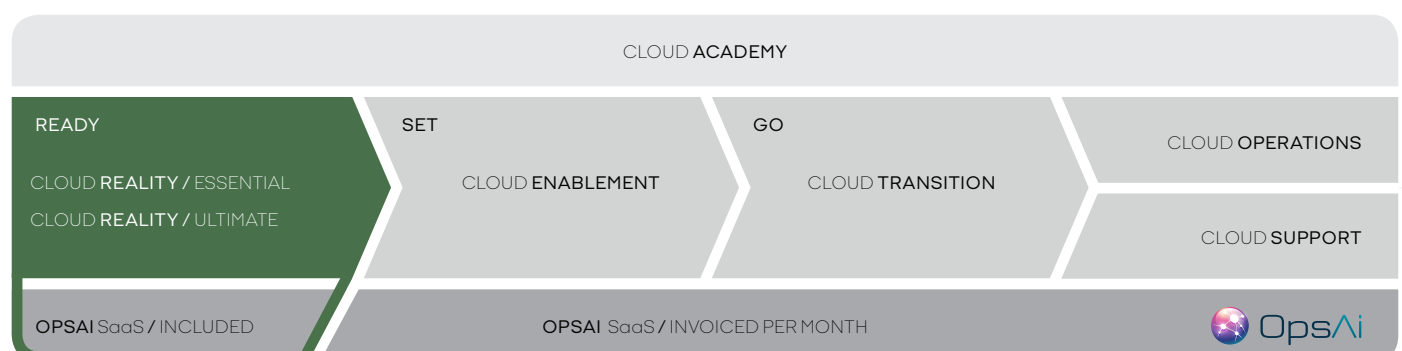 CLOUD ACADEMY
READY
CLOUD REALITY / ESSENTIAL
CLOUD REALITY / ULTIMATE
SET
CLOUD ENABLEMENT
GO
CLOUD TRANSITION
CLOUD OPERATIONS
CLOUD SUPPORT
OPSAI SaaS / INCLUDED
OPSAI SaaS / INVOICED PER MONTH
OpsAi